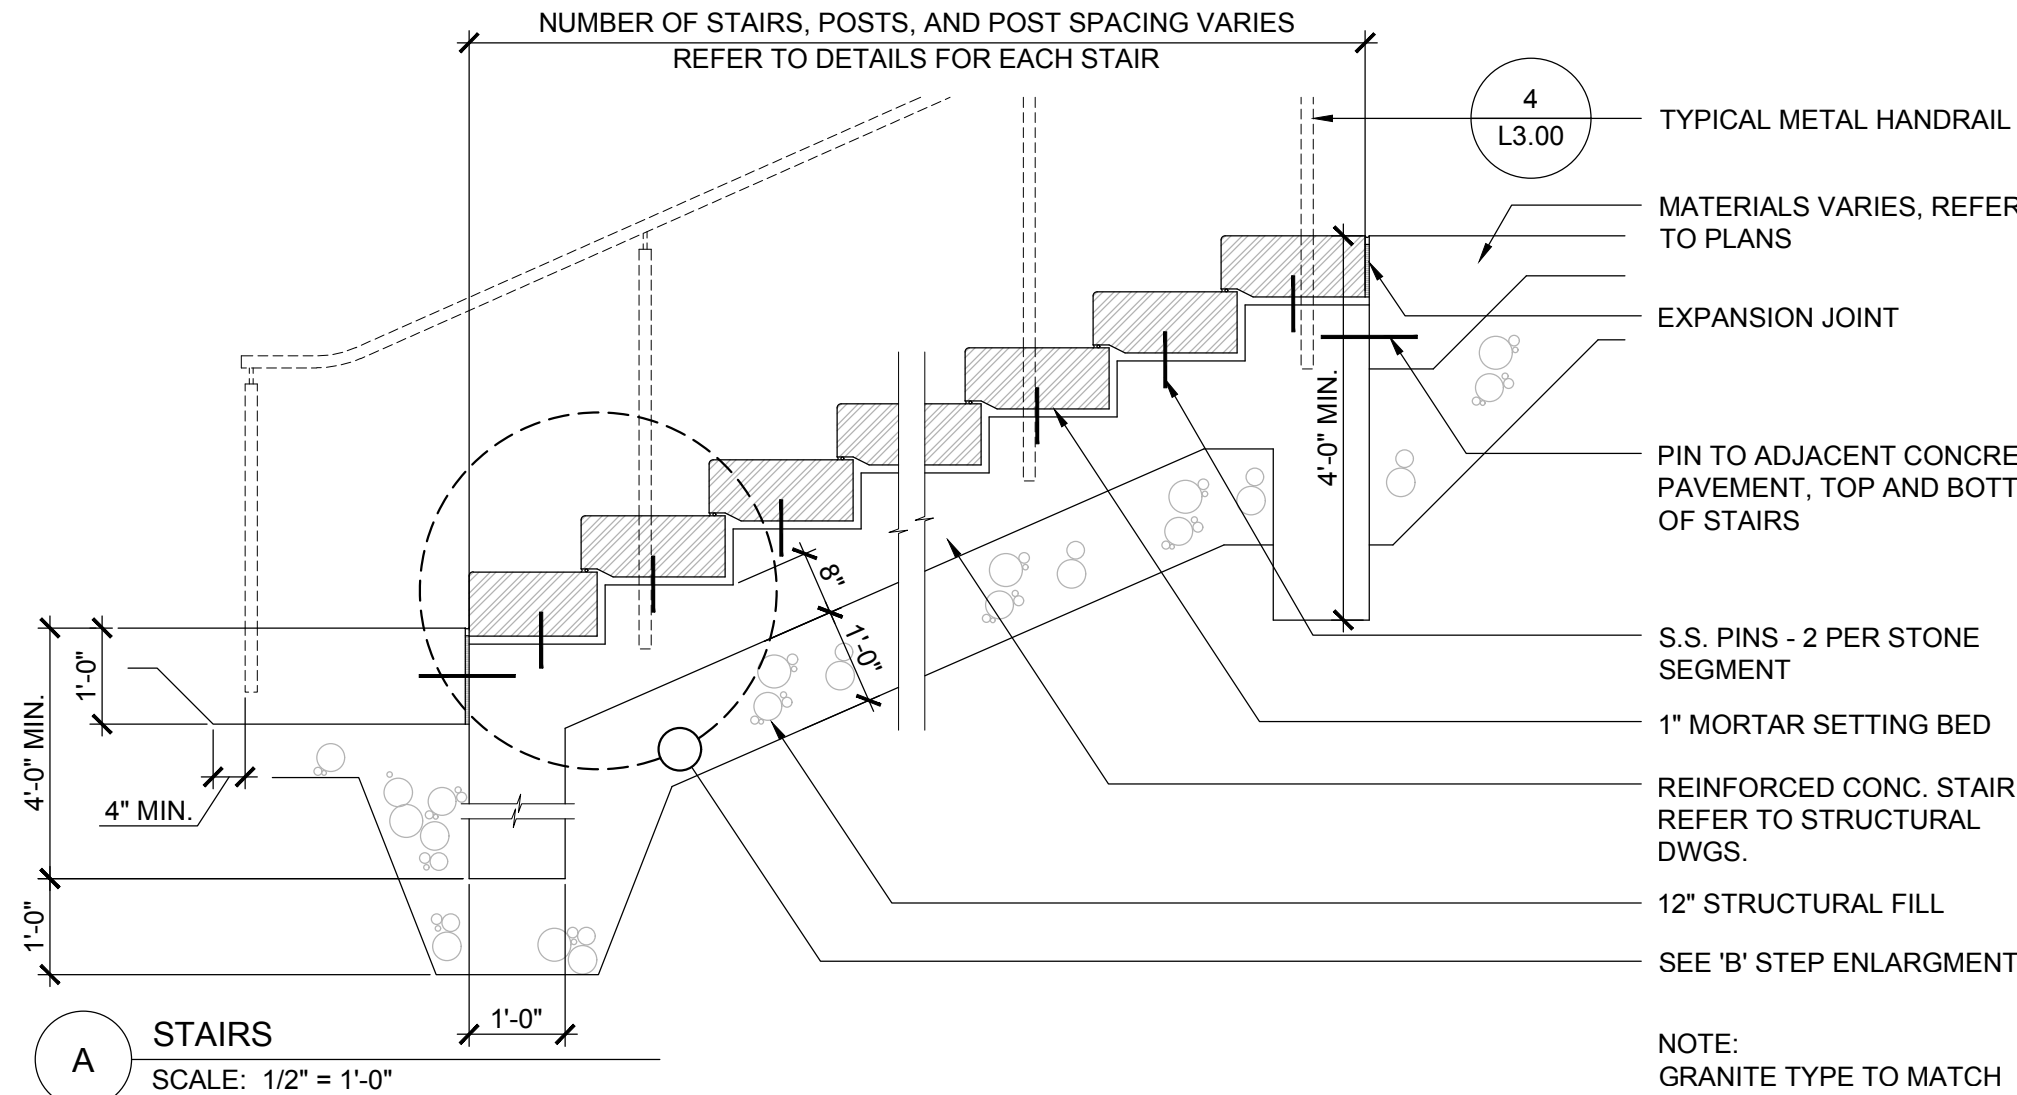 NUMBER OF STAIRS, POSTS, AND POST SPACING VARIES
REFER TO DETAILS FOR EACH STAIR
4
L3.00
TYPICAL METAL HANDRAIL
MATERIALS VARIES, REFER
TO PLANS
EXPANSION JOINT
4'-0" MIN.
PIN TO ADJACENT CONCRE
PAVEMENT, TOP AND BOTT
OF STAIRS
8"
1'-0"
S.S. PINS - 2 PER STONE
SEGMENT
1'-0"
4'-0" MIN.
1" MORTAR SETTING BED
4" MIN.
REINFORCED CONC. STAIR
REFER TO STRUCTURAL
DWGS.
12" STRUCTURAL FILL
1'-0"
SEE 'B' STEP ENLARGMENT
1'-0"
A
STAIRS
SCALE: 1/2" = 1'-0"
NOTE:
GRANITE TYPE TO MATCH